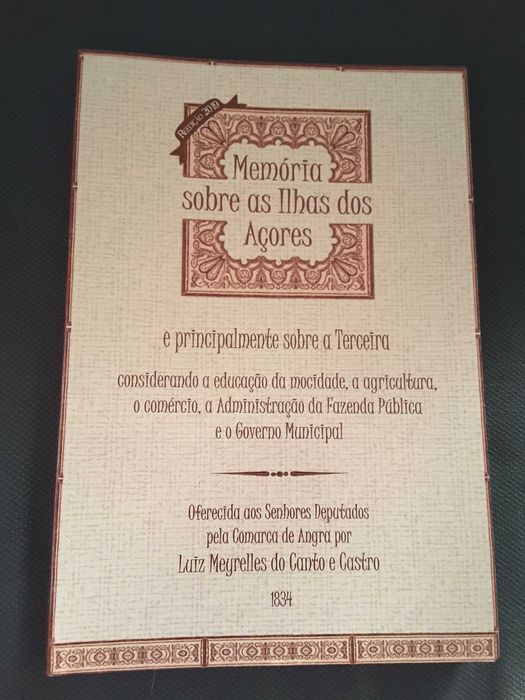 Reedição 2019
Memória
sobre as Ilhas dos
Açores
e principalmente sobre a Terceira
considerando a educação da mocidade, a agricultura,
o comércio, a Administração da Fazenda Pública
e o Governo Municipal
Oferecida aos Senhores Deputados
pela Comarca de Angra por
Luiz Meyrelles do Canto e Castro
1834